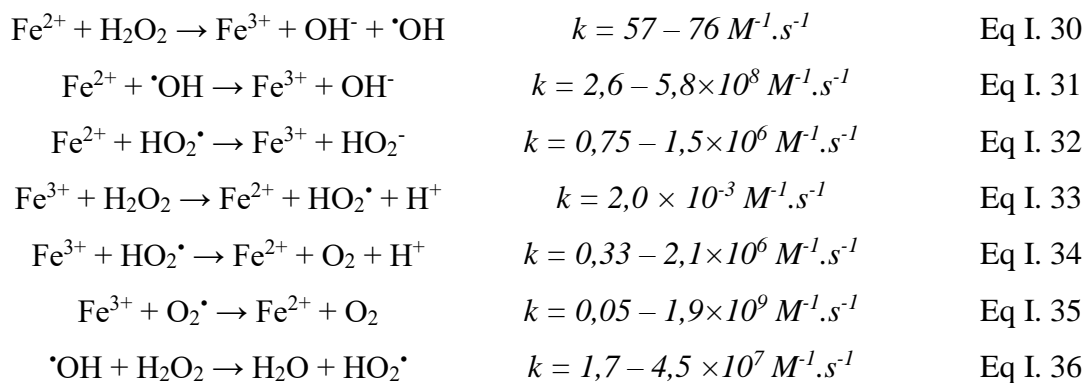 Fe²⁺ + H₂O₂ → Fe³⁺ + OH⁻ + •OH k = 57 – 76 M⁻¹.s⁻¹ Eq I. 30
Fe²⁺ + •OH → Fe³⁺ + OH⁻ k = 2,6 – 5,8×10⁸ M⁻¹.s⁻¹ Eq I. 31
Fe²⁺ + HO₂• → Fe³⁺ + HO₂⁻ k = 0,75 – 1,5×10⁶ M⁻¹.s⁻¹ Eq I. 32
Fe³⁺ + H₂O₂ → Fe²⁺ + HO₂• + H⁺ k = 2,0 × 10⁻³ M⁻¹.s⁻¹ Eq I. 33
Fe³⁺ + HO₂• → Fe²⁺ + O₂ + H⁺ k = 0,33 – 2,1×10⁶ M⁻¹.s⁻¹ Eq I. 34
Fe³⁺ + O₂• → Fe²⁺ + O₂ k = 0,05 – 1,9×10⁹ M⁻¹.s⁻¹ Eq I. 35
•OH + H₂O₂ → H₂O + HO₂• k = 1,7 – 4,5 ×10⁷ M⁻¹.s⁻¹ Eq I. 36